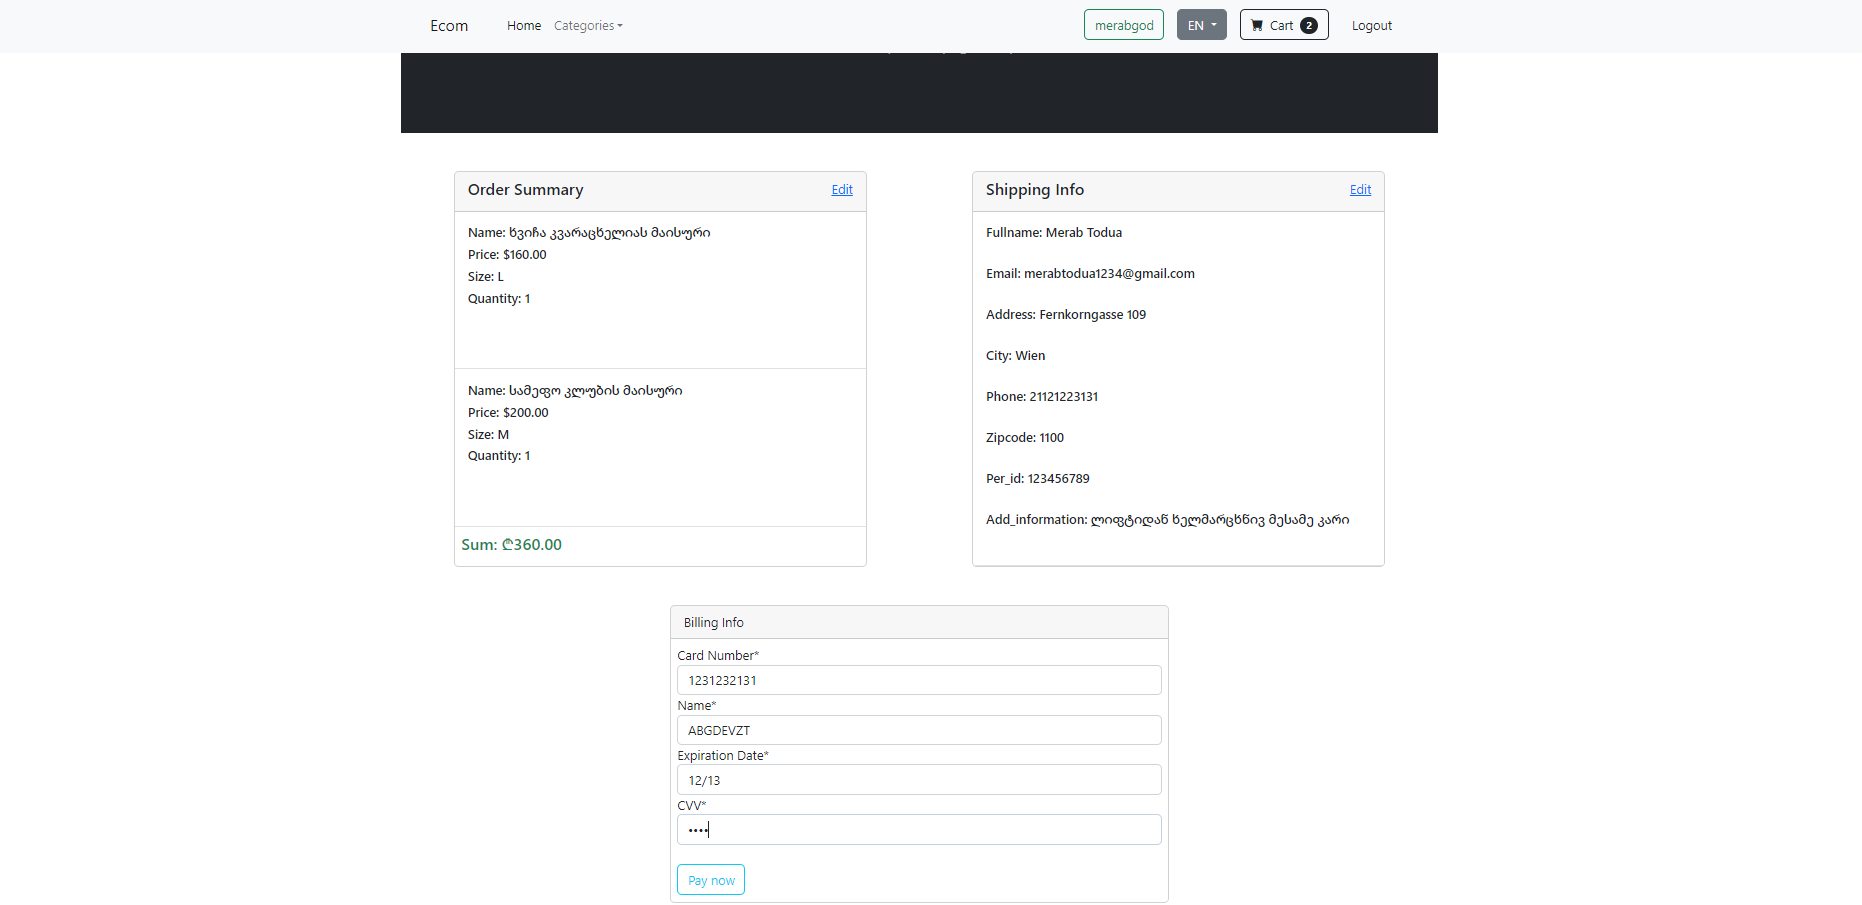 Ecom
Home
Categories
merabgod
EN
Cart 2
Logout
Order Summary
Edit
Name: ხვიჩა კვარაცხელიას მაისური
Price: $160.00
Size: L
Quantity: 1
Name: სამეფო კლუბის მაისური
Price: $200.00
Size: M
Quantity: 1
Sum: ₾360.00
Shipping Info
Edit
Fullname: Merab Todua
Email: merabtodua1234@gmail.com
Address: Fernkorngasse 109
City: Wien
Phone: 21121223131
Zipcode: 1100
Per_id: 123456789
Add_information: ლიფტიდან ხელმარცხნივ მესამე კარი
Billing Info
Card Number*
1231232131
Name*
ABGDEVZT
Expiration Date*
12/13
CVV*
••••
Pay now